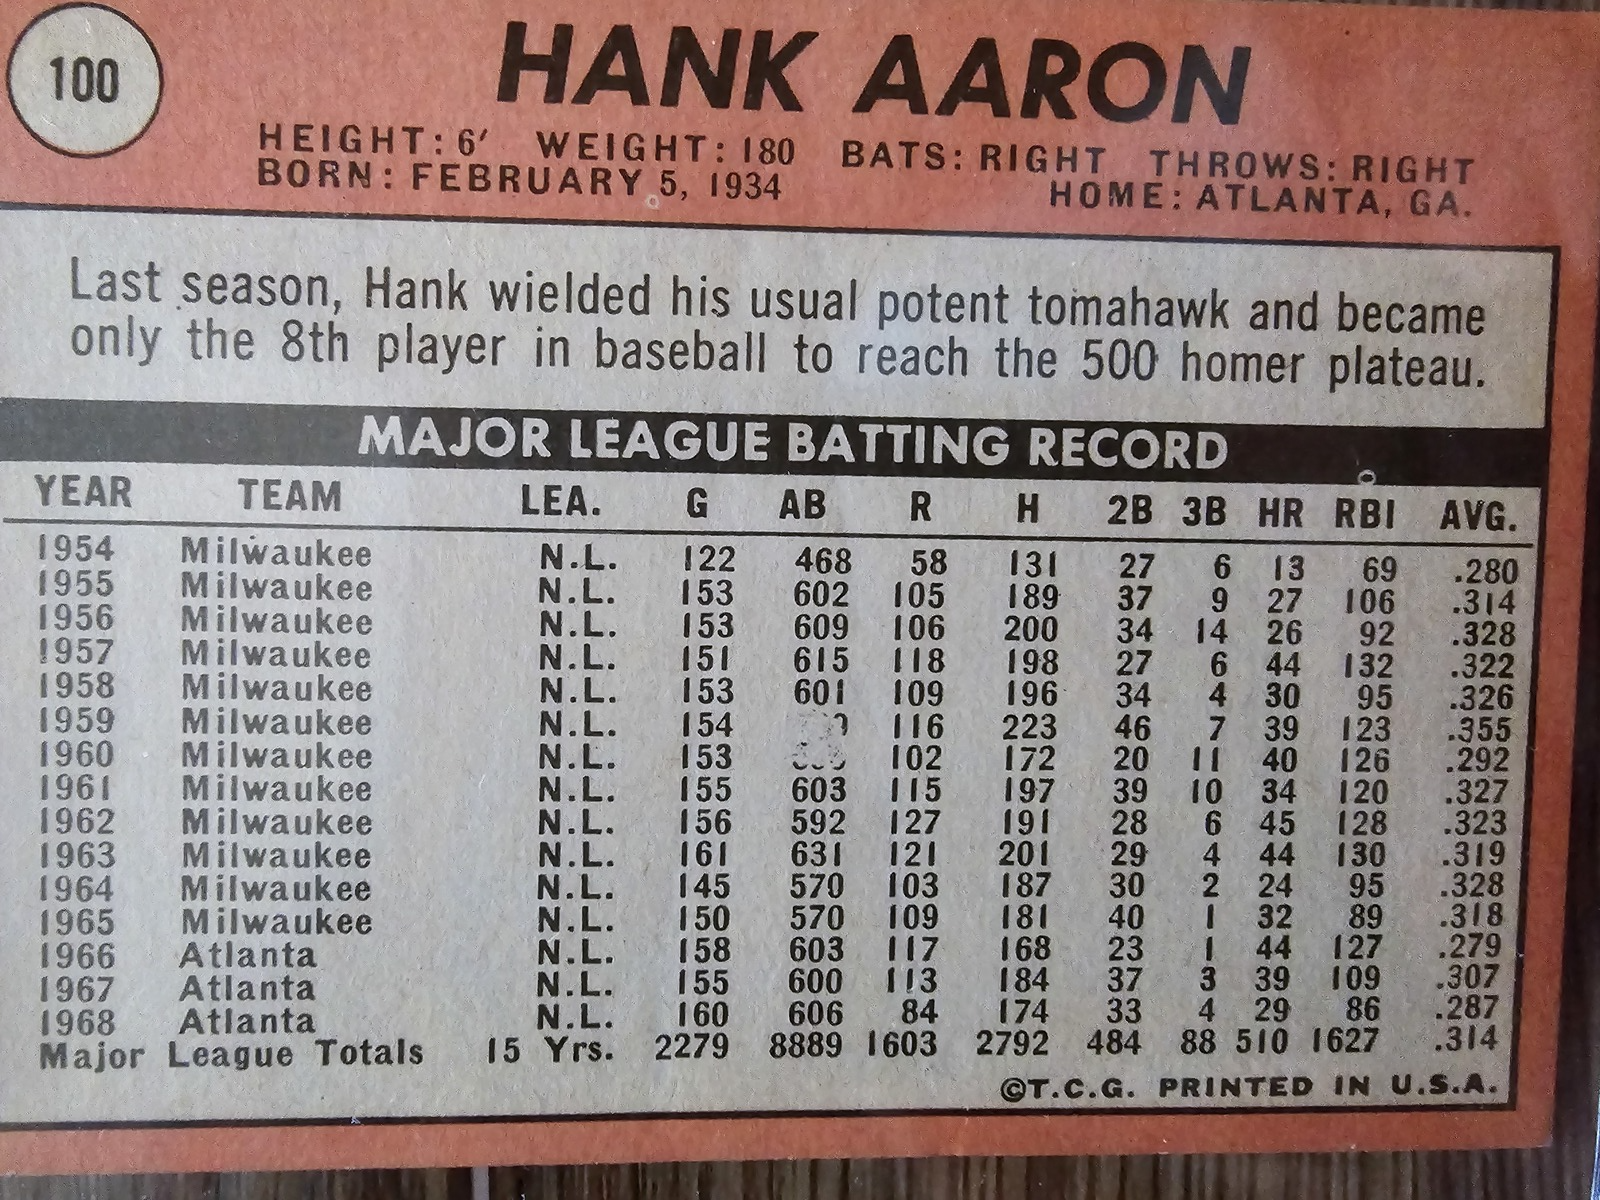 100
HANK AARON
HEIGHT: 6' WEIGHT: 180 BATS: RIGHT THROWS: RIGHT
BORN: FEBRUARY 5, 1934 HOME: ATLANTA, GA.
Last season, Hank wielded his usual potent tomahawk and became
only the 8th player in baseball to reach the 500 homer plateau.
MAJOR LEAGUE BATTING RECORD
YEAR TEAM LEA. G AB R H 2B 3B HR RBI AVG.
1954 Milwaukee N.L. 122 468 58 131 27 6 13 69 .280
1955 Milwaukee N.L. 153 602 105 189 37 9 27 106 .314
1956 Milwaukee N.L. 153 609 106 200 34 14 26 92 .328
1957 Milwaukee N.L. 151 615 118 198 27 6 44 132 .322
1958 Milwaukee N.L. 153 601 109 196 34 4 30 95 .326
1959 Milwaukee N.L. 154 116 223 46 7 39 123 .355
1960 Milwaukee N.L. 153 102 172 20 11 40 126 .292
1961 Milwaukee N.L. 155 603 115 197 39 10 34 120 .327
1962 Milwaukee N.L. 156 592 127 191 28 6 45 128 .323
1963 Milwaukee N.L. 161 631 121 201 29 4 44 130 .319
1964 Milwaukee N.L. 145 570 103 187 30 2 24 95 .328
1965 Milwaukee N.L. 150 570 109 181 40 1 32 89 .318
1966 Atlanta N.L. 158 603 117 168 23 1 44 127 .279
1967 Atlanta N.L. 155 600 113 184 37 3 39 109 .307
1968 Atlanta N.L. 160 606 84 174 33 4 29 86 .287
Major League Totals 15 Yrs. 2279 8889 1603 2792 484 88 510 1627 .314
©T.C.G. PRINTED IN U.S.A.